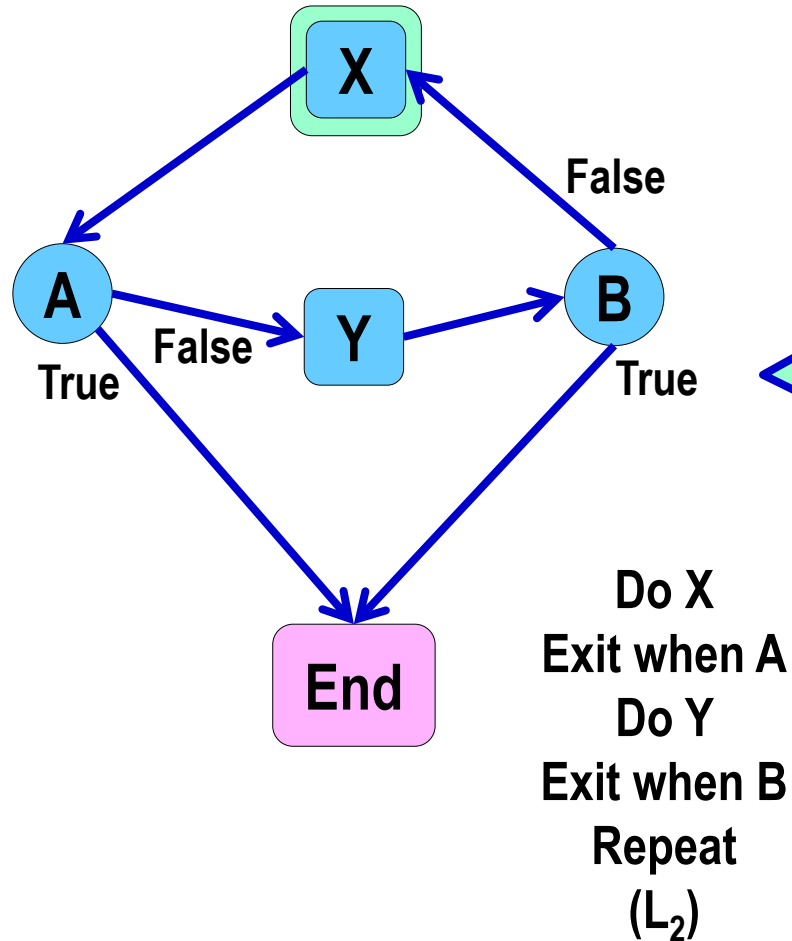 X
False
A
B
Y
False
True
True
End
Do X
Exit when A
Do Y
Exit when B
Repeat
(L₂)